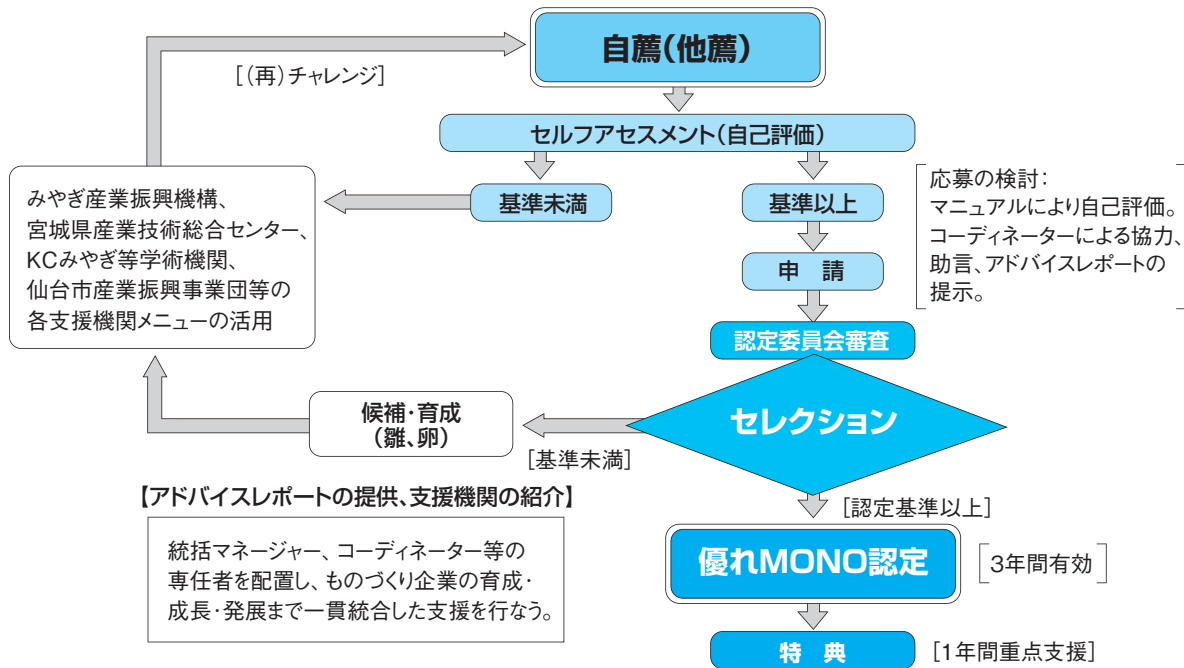 自薦(他薦)
[(再)チャレンジ]
セルフアセスメント(自己評価)
基準未満
基準以上
申　請
応募の検討：
マニュアルにより自己評価。
コーディネーターによる協力、
助言、アドバイスレポートの
提示。
みやぎ産業振興機構、
宮城県産業技術総合センター、
KCみやぎ等学術機関、
仙台市産業振興事業団等の
各支援機関メニューの活用
認定委員会審査
セレクション
候補・育成
(雛、卵)
[基準未満]
【アドバイスレポートの提供、支援機関の紹介】
統括マネージャー、コーディネーター等の
専任者を配置し、ものづくり企業の育成・
成長・発展まで一貫統合した支援を行なう。
[認定基準以上]
優れMONO認定
[3年間有効]
特　典
[1年間重点支援]